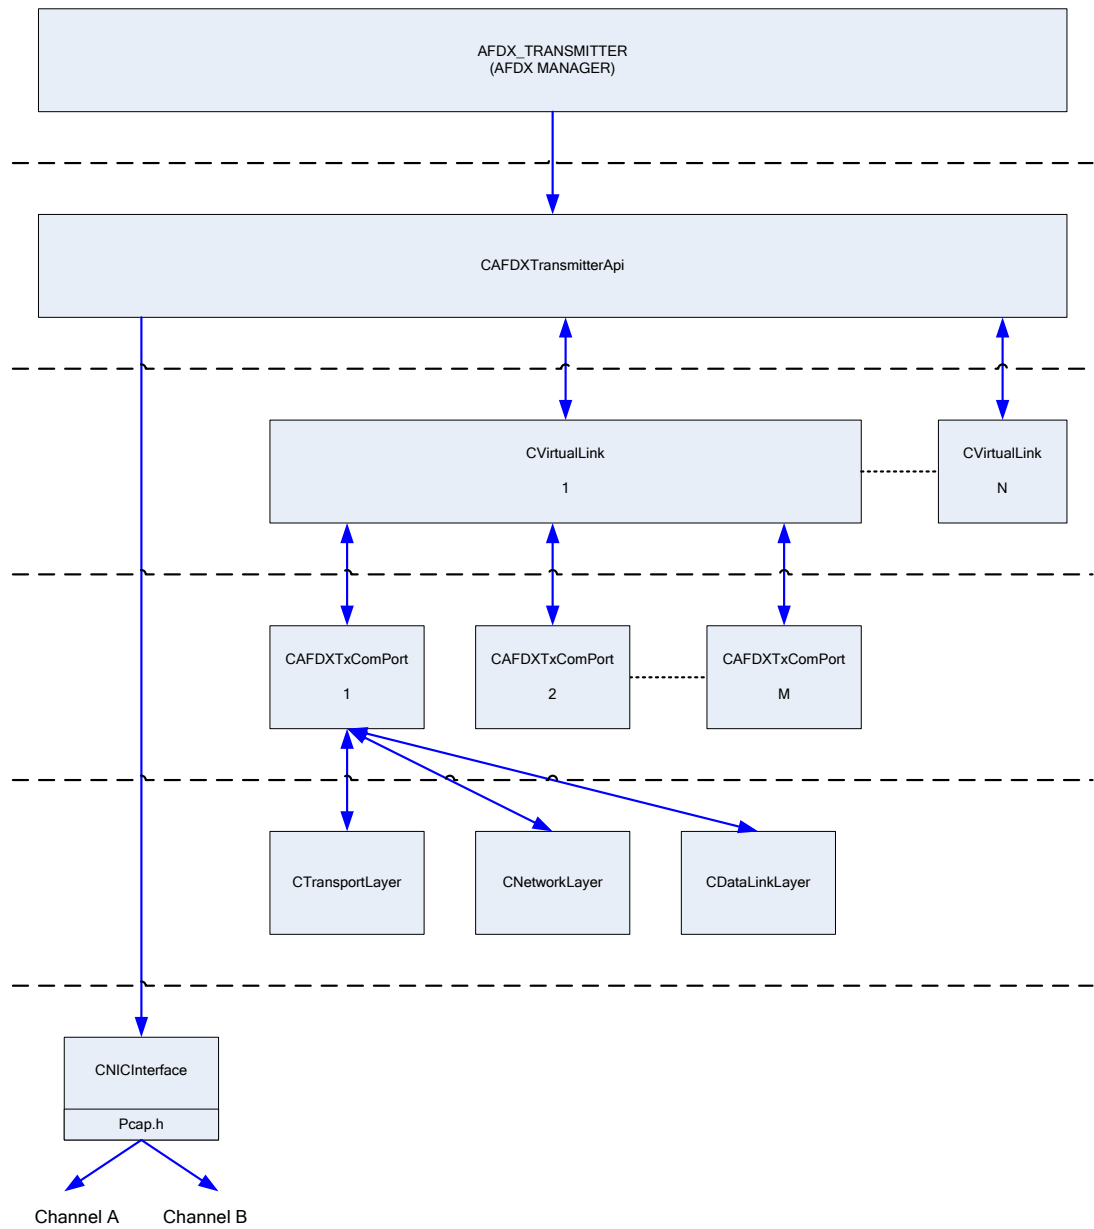 AFDX_TRANSMITTER
(AFDX MANAGER)
CAFDXTransmitterApi
CVirtualLink
1
CVirtualLink
N
CAFDXTxComPort
1
CAFDXTxComPort
2
CAFDXTxComPort
M
CTransportLayer
CNetworkLayer
CDataLinkLayer
CNICInterface
Pcap.h
Channel A
Channel B